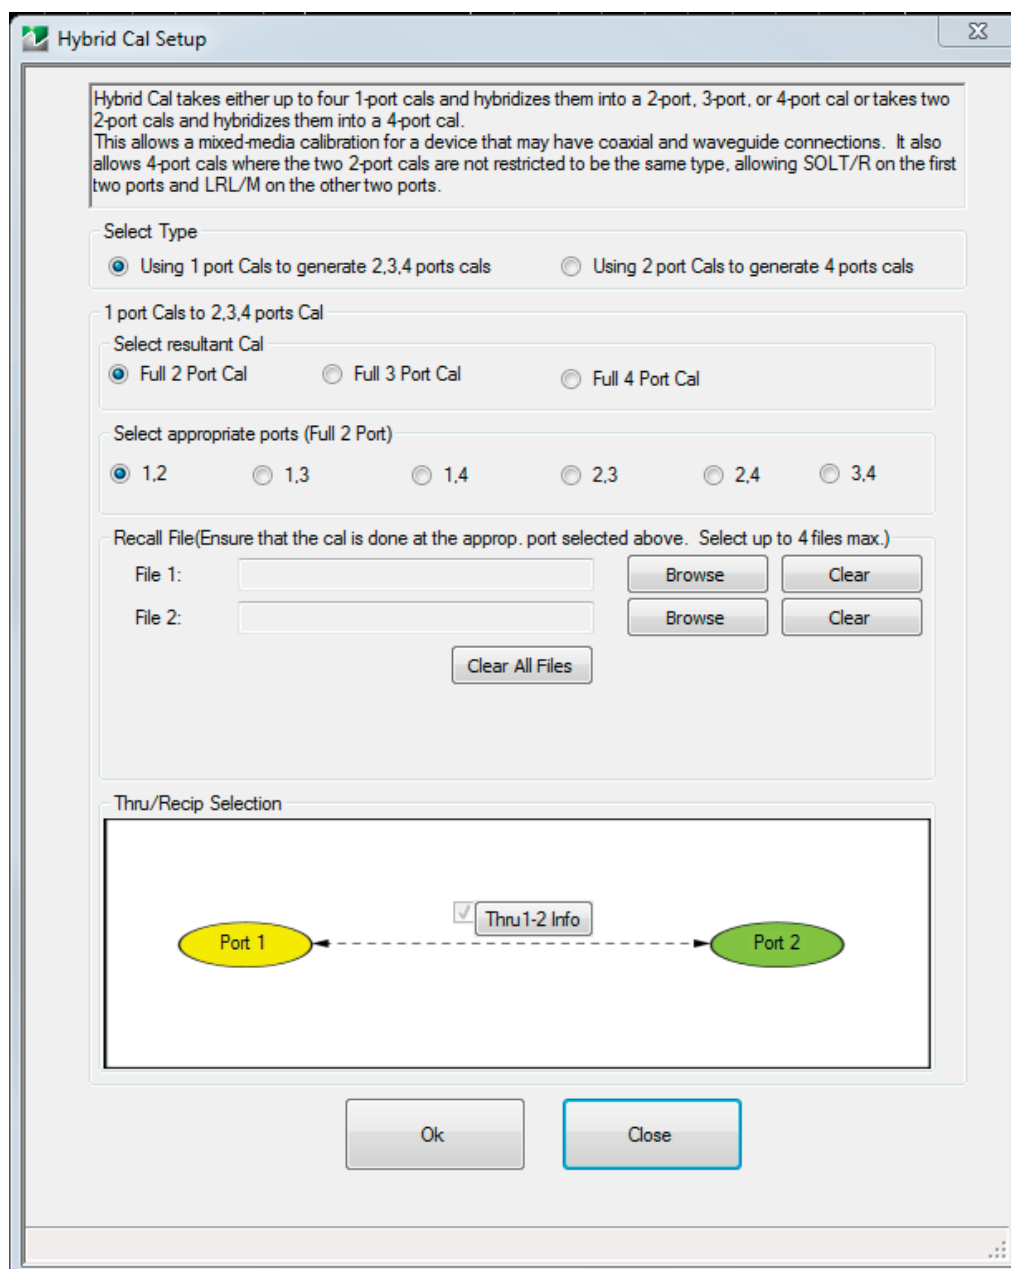 Hybrid Cal Setup
Hybrid Cal takes either up to four 1-port cals and hybridizes them into a 2-port, 3-port, or 4-port cal or takes two
2-port cals and hybridizes them into a 4-port cal.
This allows a mixed-media calibration for a device that may have coaxial and waveguide connections. It also
allows 4-port cals where the two 2-port cals are not restricted to be the same type, allowing SOLT/R on the first
two ports and LRL/M on the other two ports.
Select Type
Using 1 port Cals to generate 2,3,4 ports cals Using 2 port Cals to generate 4 ports cals
1 port Cals to 2,3,4 ports Cal
Select resultant Cal
Full 2 Port Cal Full 3 Port Cal Full 4 Port Cal
Select appropriate ports (Full 2 Port)
1,2 1,3 1,4 2,3 2,4 3,4
Recall File(Ensure that the cal is done at the approp. port selected above. Select up to 4 files max.)
File 1: Browse Clear
File 2: Browse Clear
Clear All Files
Thru/Recip Selection
Thru1-2 Info
Port 1 Port 2
Ok Close